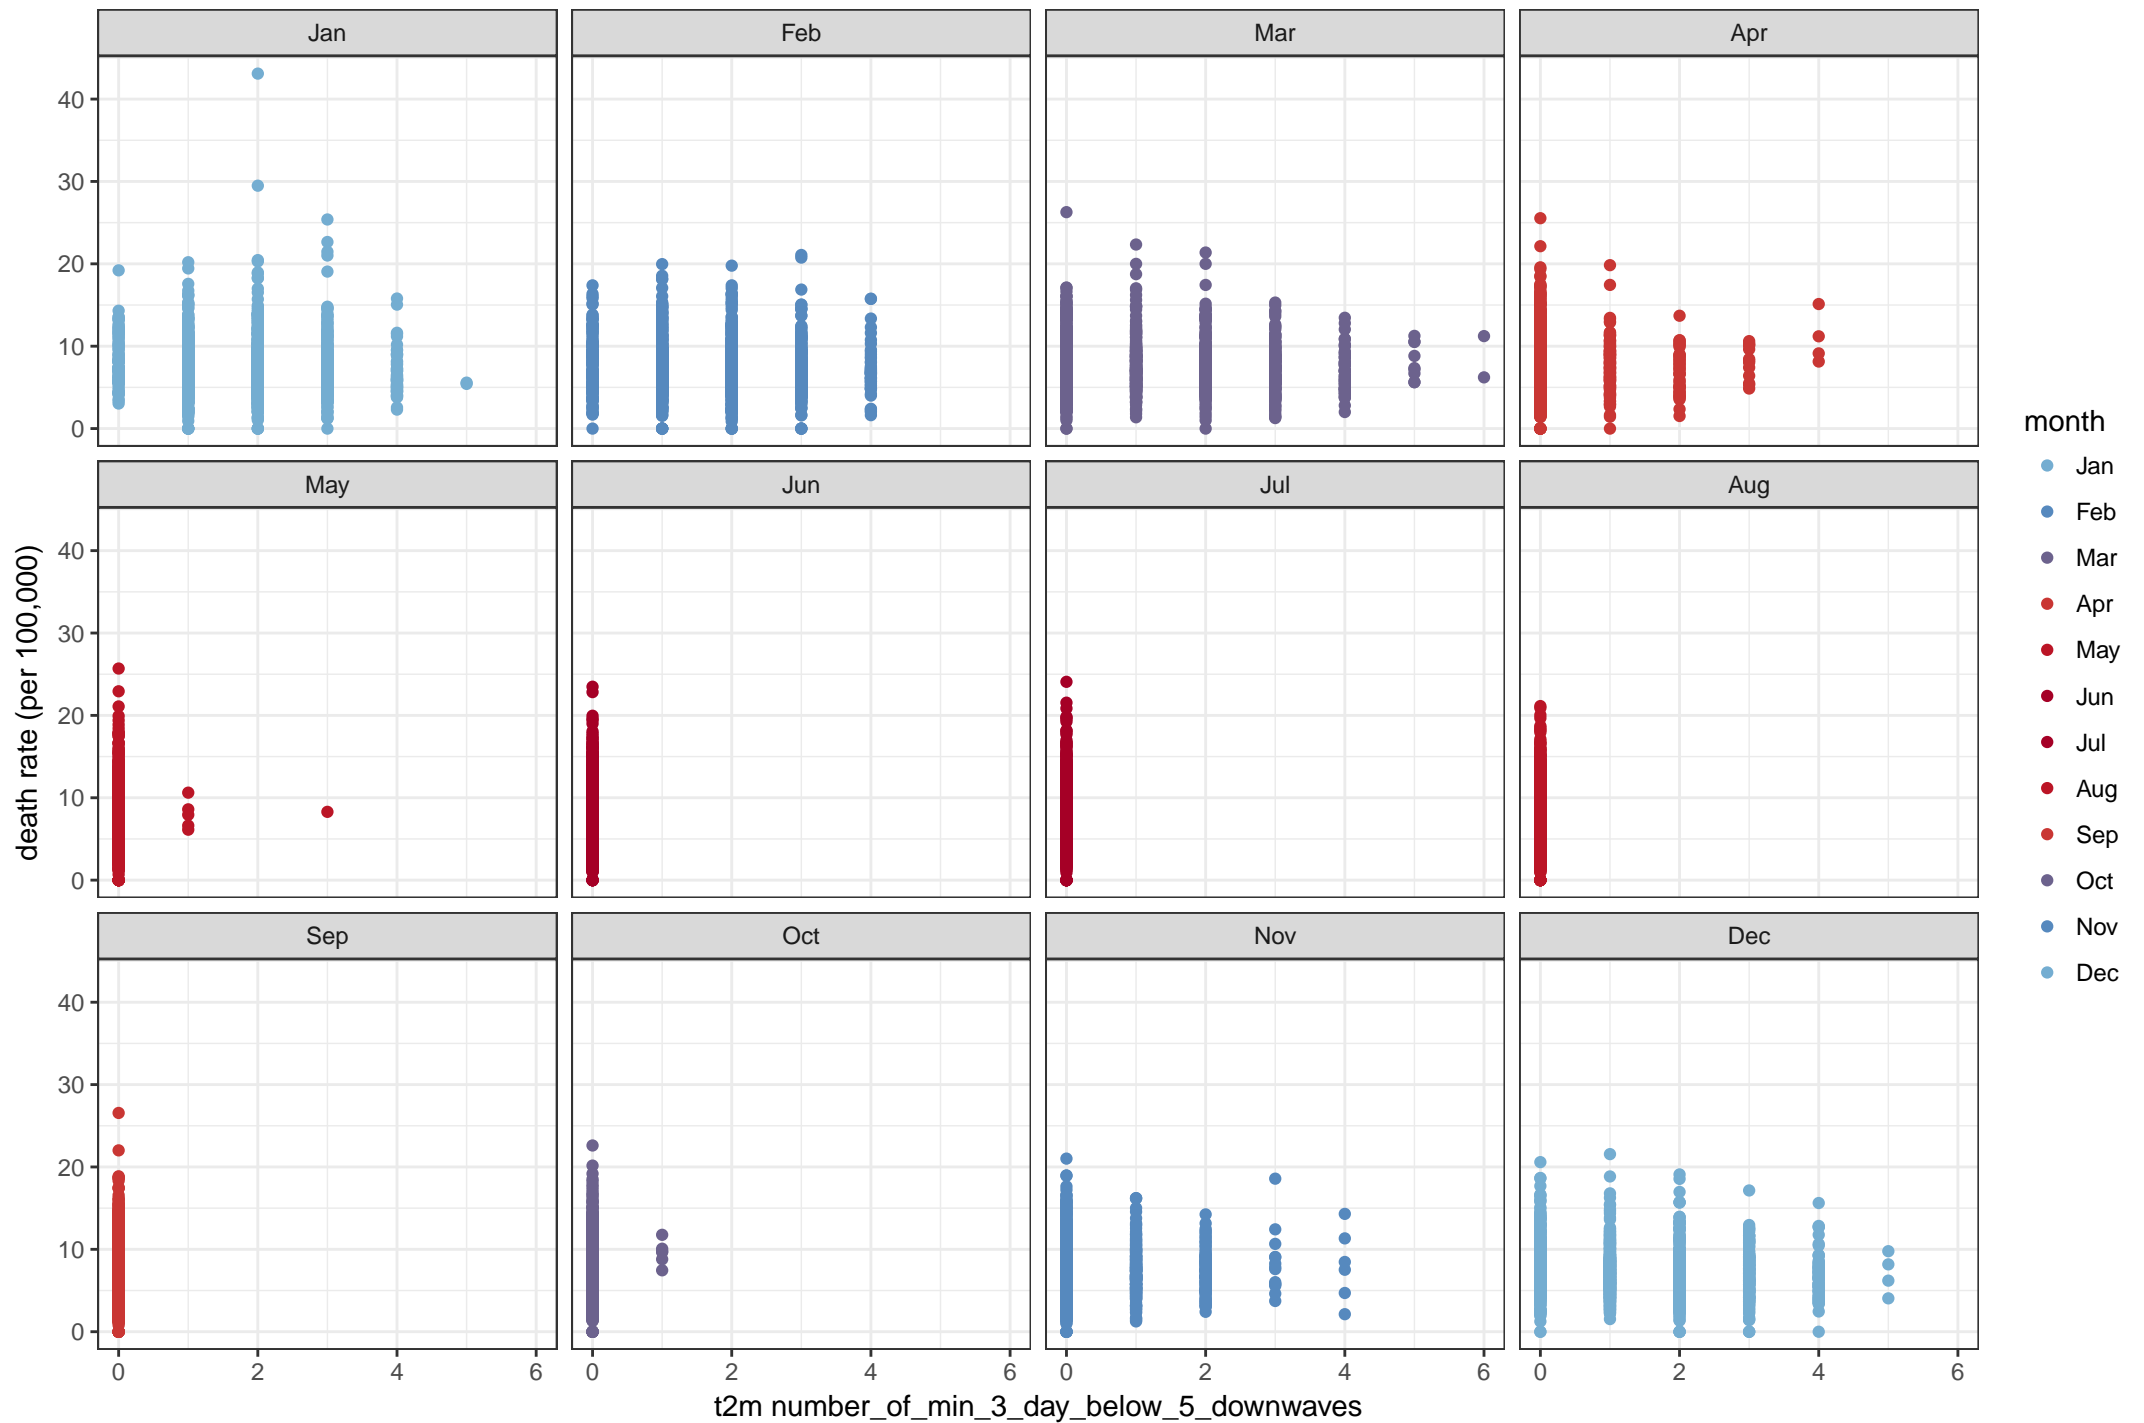 Jan Feb Mar Apr
40
30
20
10
0
May Jun Jul Aug
death rate (per 100,000)
40
30
20
10
0
Sep Oct Nov Dec
40
30
20
10
0
0 2 4 6 0 2 4 6 0 2 4 6 0 2 4 6
t2m number_of_min_3_day_below_5_downwaves
month
Jan
Feb
Mar
Apr
May
Jun
Jul
Aug
Sep
Oct
Nov
Dec